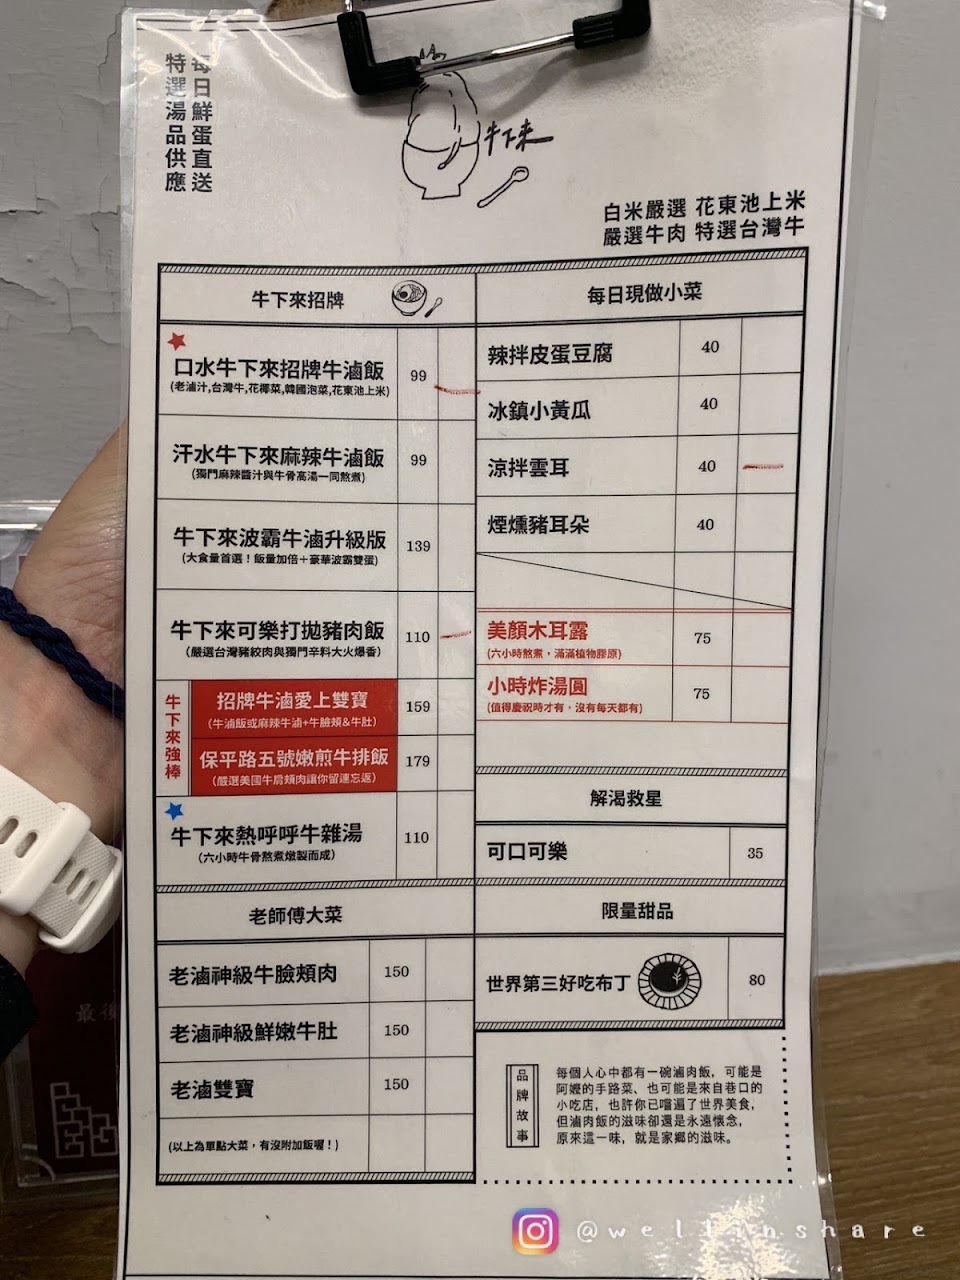 每日鮮蛋直送
特選湯品供應
牛下來
白米嚴選 花東池上米
嚴選牛肉 特選台灣牛
牛下來招牌
口水牛下來招牌牛滷飯 99
(老滷汁,台灣牛,花椰菜,韓國泡菜,花東池上米)
汗水牛下來麻辣牛滷飯 99
(獨門麻辣醬汁與牛骨高湯一同熬煮)
牛下來波霸牛滷升級版 139
(大食量首選！飯量加倍＋豪華波霸雙蛋)
牛下來可樂打拋豬肉飯 110
(嚴選台灣豬絞肉與獨門辛料大火爆香)
牛下來強棒
招牌牛滷愛上雙寶 159
(牛滷飯或麻辣牛滷+牛臉頰&牛肚)
保平路五號嫩煎牛排飯 179
(嚴選美國牛肩頰肉讓你留連忘返)
牛下來熱呼呼牛雜湯 110
(六小時牛骨熬煮燉製而成)
老師傅大菜
老滷神級牛臉頰肉 150
老滷神級鮮嫩牛肚 150
老滷雙寶 150
(以上為單點大菜，有沒附加飯喔！)
每日現做小菜
辣拌皮蛋豆腐 40
冰鎮小黃瓜 40
涼拌雲耳 40
煙燻豬耳朵 40
美顏木耳露 75
(六小時熬煮，滿滿植物膠原)
小時炸湯圓 75
(值得慶祝時才有，沒有每天都有)
解渴救星
可口可樂 35
限量甜品
世界第三好吃布丁 80
品牌故事
每個人心中都有一碗滷肉飯，可能是
阿嬤的手路菜、也可能是來自巷口的
小吃店，也許你已嚐遍了世界美食，
但滷肉飯的滋味卻還是永遠懷念，
原來這一味，就是家鄉的滋味。
最後
@wellinshare